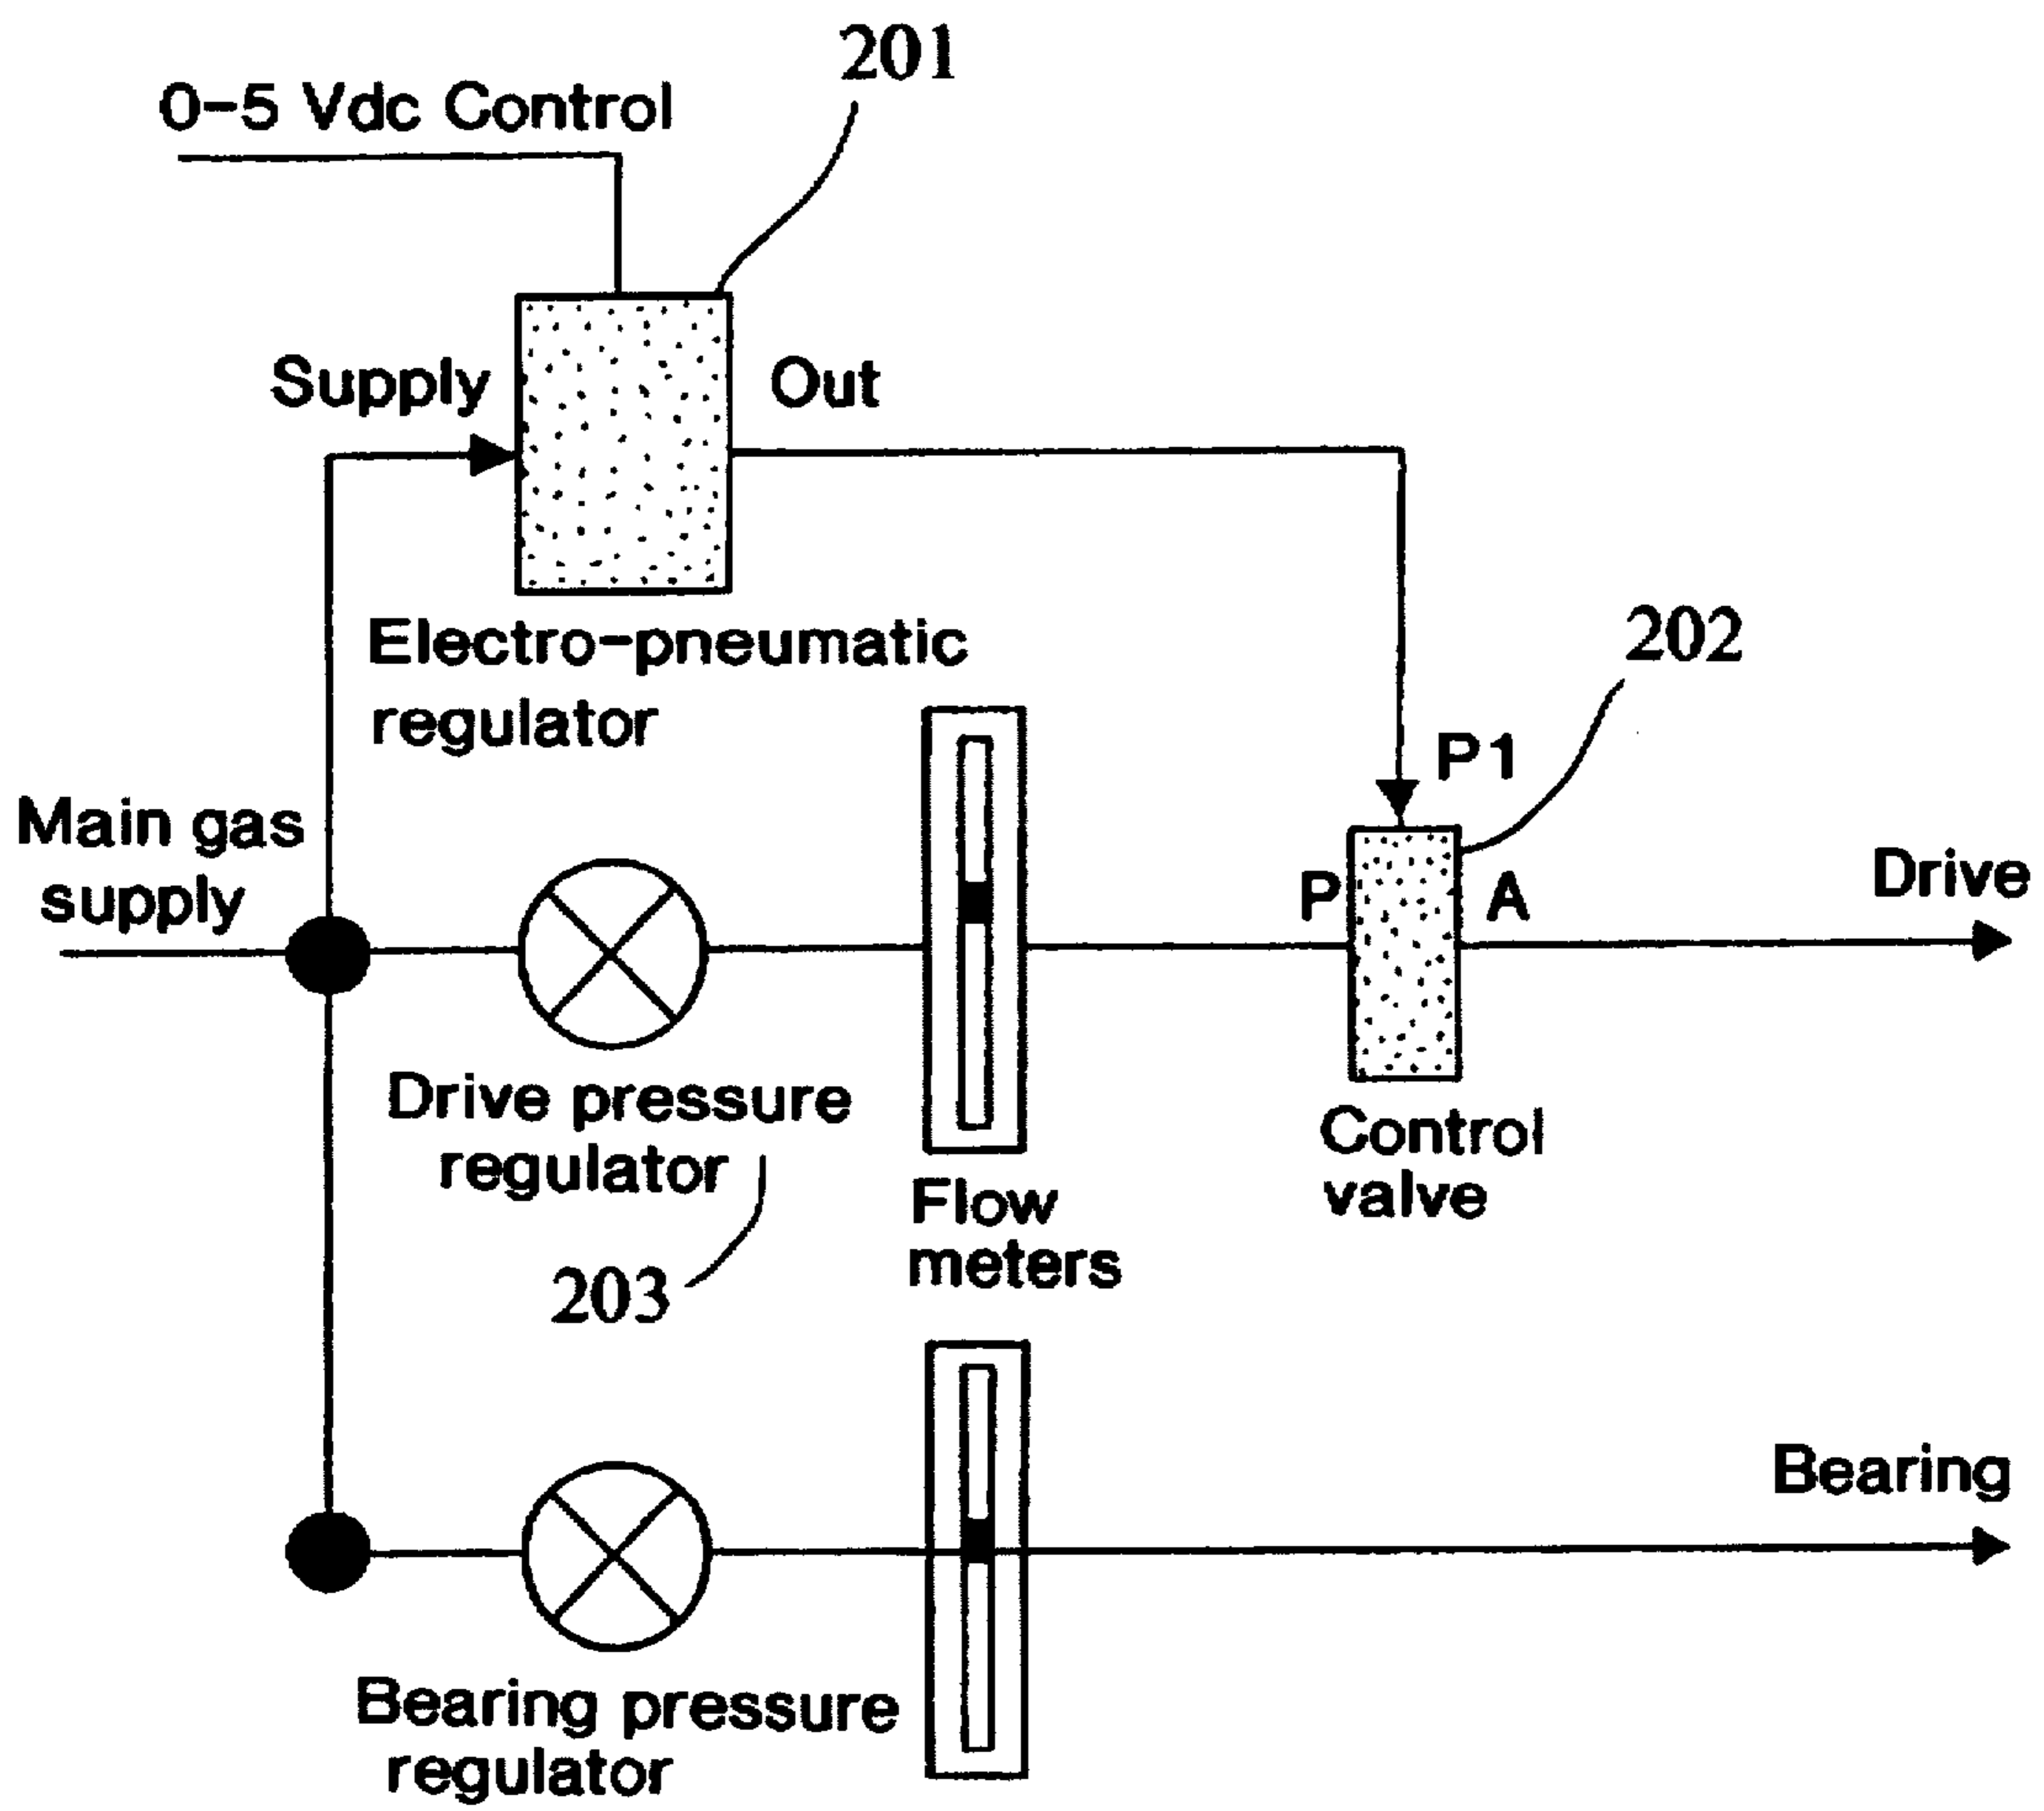 201
0-5 Vdc Control
Supply
Out
Electro-pneumatic
regulator
202
P1
Main gas
supply
P
A
Drive
Drive pressure
regulator
Control
valve
Flow
meters
203
Bearing
Bearing pressure
regulator